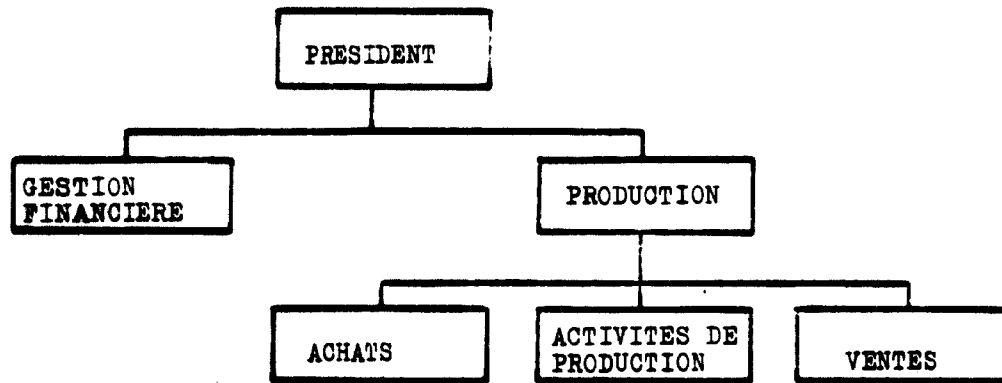 PRESIDENT
GESTION
FINANCIERE
PRODUCTION
ACHATS
ACTIVITES DE
PRODUCTION
VENTES